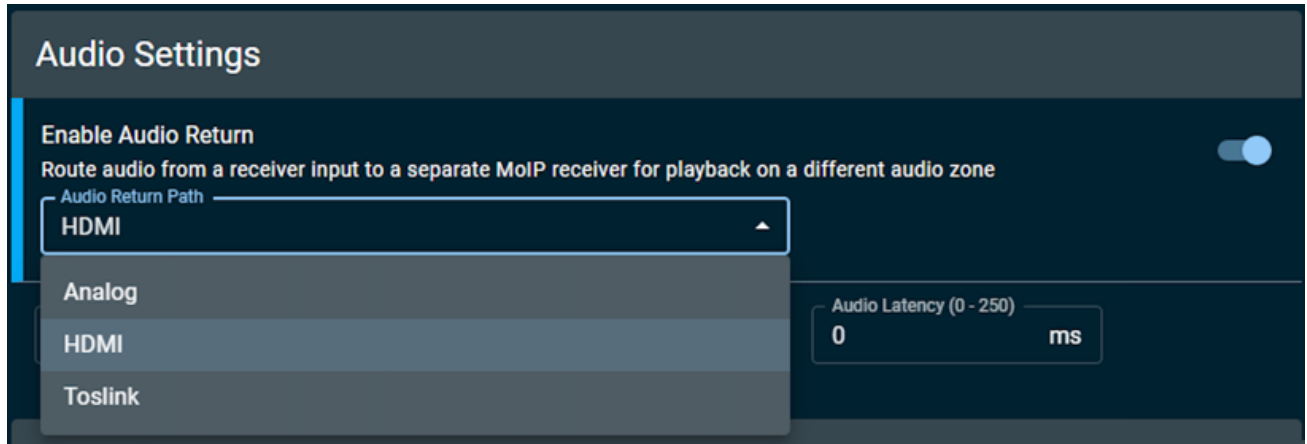 Audio Settings
Enable Audio Return
Route audio from a receiver input to a separate MoIP receiver for playback on a different audio zone
Audio Return Path
HDMI
Analog
HDMI
Toslink
Audio Latency (0 - 250)
0 ms